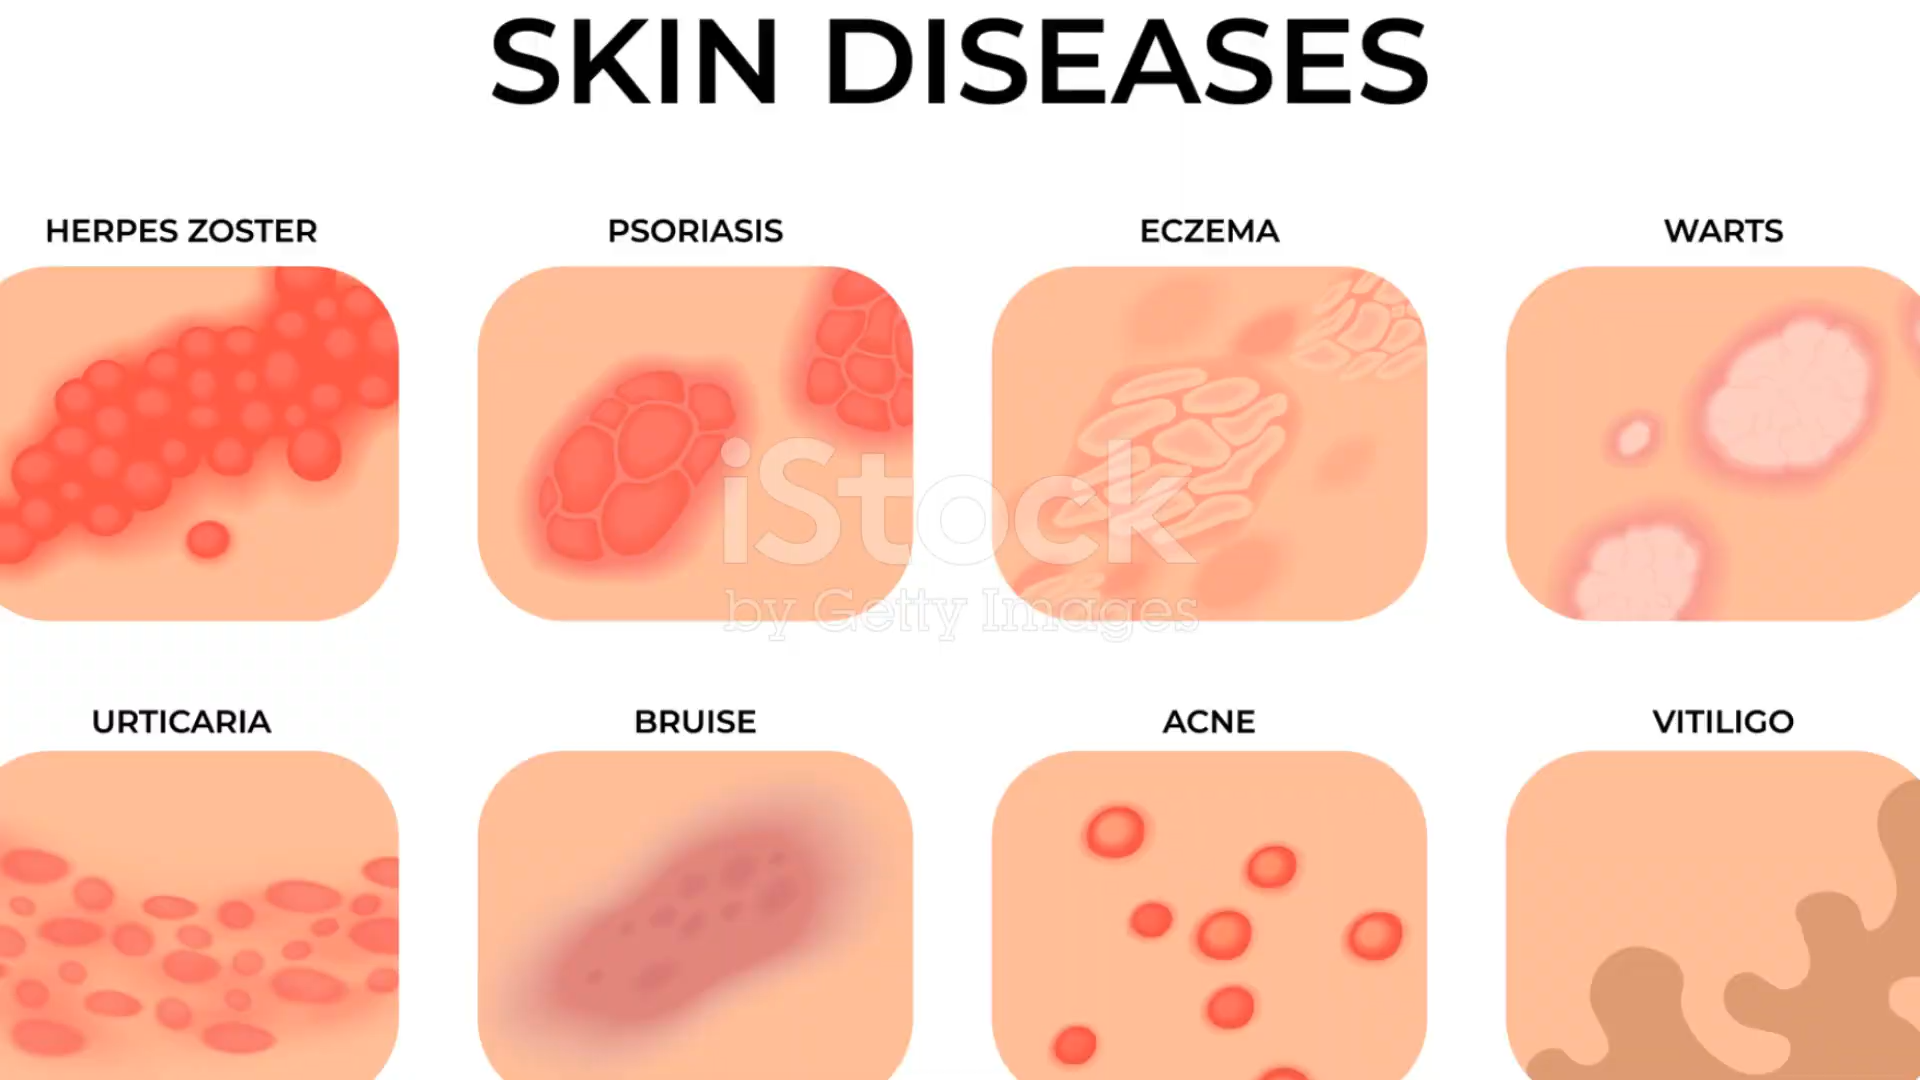 SKIN DISEASES
HERPES ZOSTER
PSORIASIS
ECZEMA
WARTS
iStock
by Getty Images
URTICARIA
BRUISE
ACNE
VITILIGO